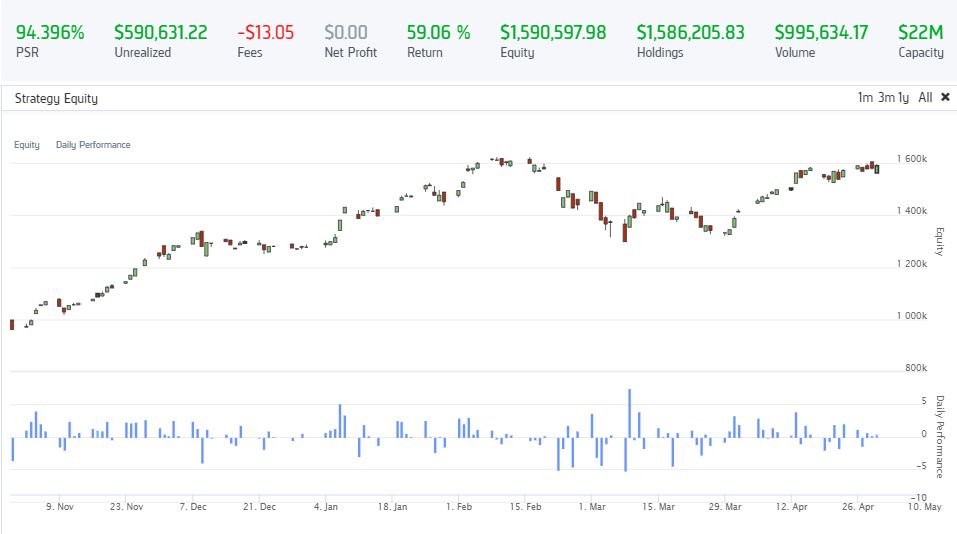 94.396% $590,631.22 -$13.05 $0.00 59.06 % $1,590,597.98 $1,586,205.83 $995,634.17 $22M
PSR Unrealized Fees Net Profit Return Equity Holdings Volume Capacity
Strategy Equity 1m 3m 1y All ✖
Equity Daily Performance
1 600k
1 400k
Equity
1 200k
1 000k
800k
5
0
Daily Performance
−5
−10
9. Nov 23. Nov 7. Dec 21. Dec 4. Jan 18. Jan 1. Feb 15. Feb 1. Mar 15. Mar 29. Mar 12. Apr 26. Apr 10. May